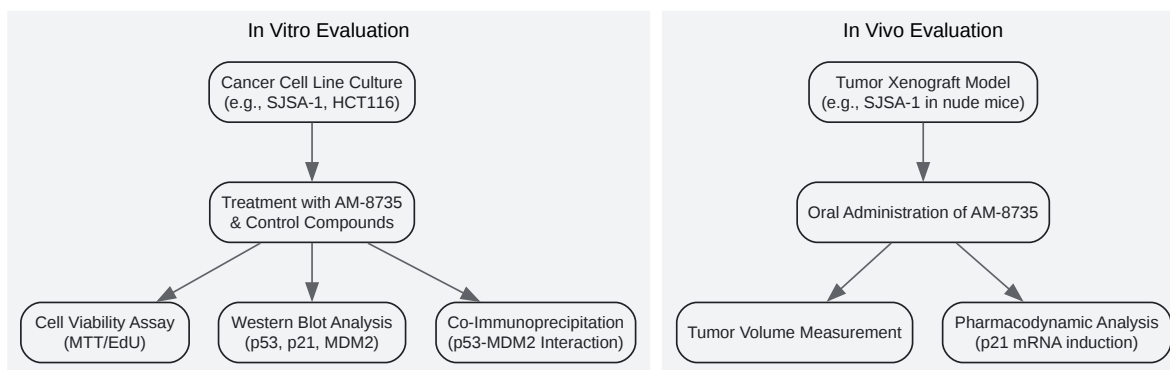 In Vitro Evaluation
Cancer Cell Line Culture
(e.g., SJSA-1, HCT116)
Treatment with AM-8735
& Control Compounds
Cell Viability Assay
(MTT/EdU)
Western Blot Analysis
(p53, p21, MDM2)
Co-Immunoprecipitation
(p53-MDM2 Interaction)
In Vivo Evaluation
Tumor Xenograft Model
(e.g., SJSA-1 in nude mice)
Oral Administration of AM-8735
Tumor Volume Measurement
Pharmacodynamic Analysis
(p21 mRNA induction)